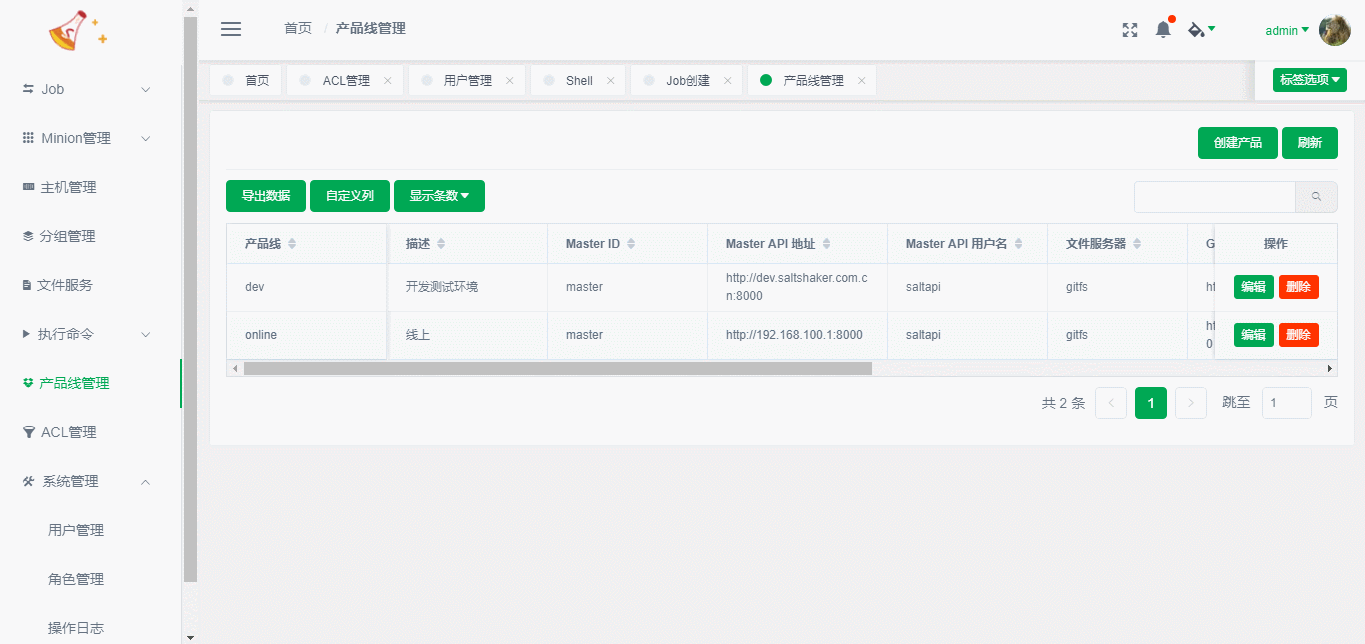 首页 / 产品线管理
admin
Job
Minion管理
主机管理
分组管理
文件服务
执行命令
产品线管理
ACL管理
系统管理
用户管理
角色管理
操作日志
首页 ACL管理 用户管理 Shell Job创建 产品线管理
标签选项
创建产品 刷新
导出数据 自定义列 显示条数
产品线 描述 Master ID Master API 地址 Master API 用户名 文件服务器 G 操作
dev 开发测试环境 master http://dev.saltshaker.com.c saltapi gitfs 编辑 删除
n:8000
online 线上 master http://192.168.100.1:8000 saltapi gitfs 编辑 删除
共 2 条 1 跳至 1 页